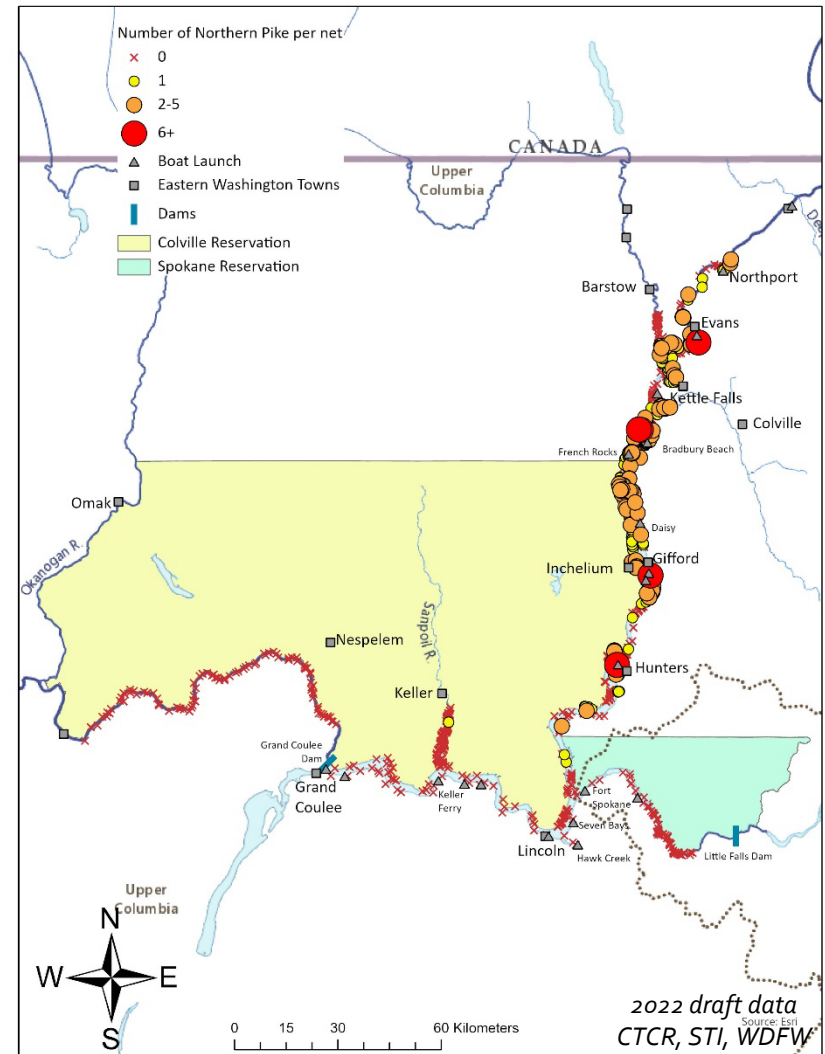 Number of Northern Pike per net
0
1
2-5
6+
Boat Launch
Eastern Washington Towns
Dams
Colville Reservation
Spokane Reservation
CANADA
Upper
Columbia
Northport
Barstow
Evans
Kettle Falls
Colville
French Rocks
Bradbury Beach
Omak
Okanogan R.
Daisy
Gifford
Inchelium
Sanpoil R.
Nespelem
Hunters
Keller
Grand Coulee
Dam
Grand
Coulee
Keller
Ferry
Fort
Spokane
Seven Bays
Lincoln
Hawk Creek
Little Falls Dam
Upper
Columbia
N
W
E
S
0 15 30 60 Kilometers
2022 draft data
Source: Esri
CTCR, STI, WDFW